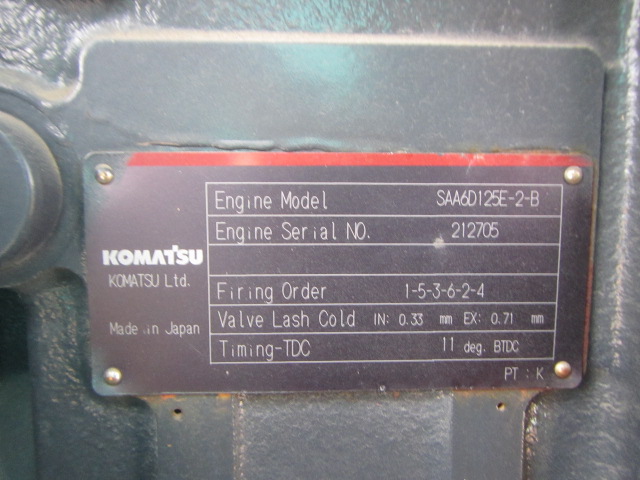 Engine Model SAA6D125E-2-B
Engine Serial NO. 212705
KOMATSU
KOMATSU Ltd.
Firing Order 1-5-3-6-2-4
Valve Lash Cold IN: 0.33 mm EX: 0.71 mm
Made in Japan
Timing-TDC 11 deg. BTDC
PT : K